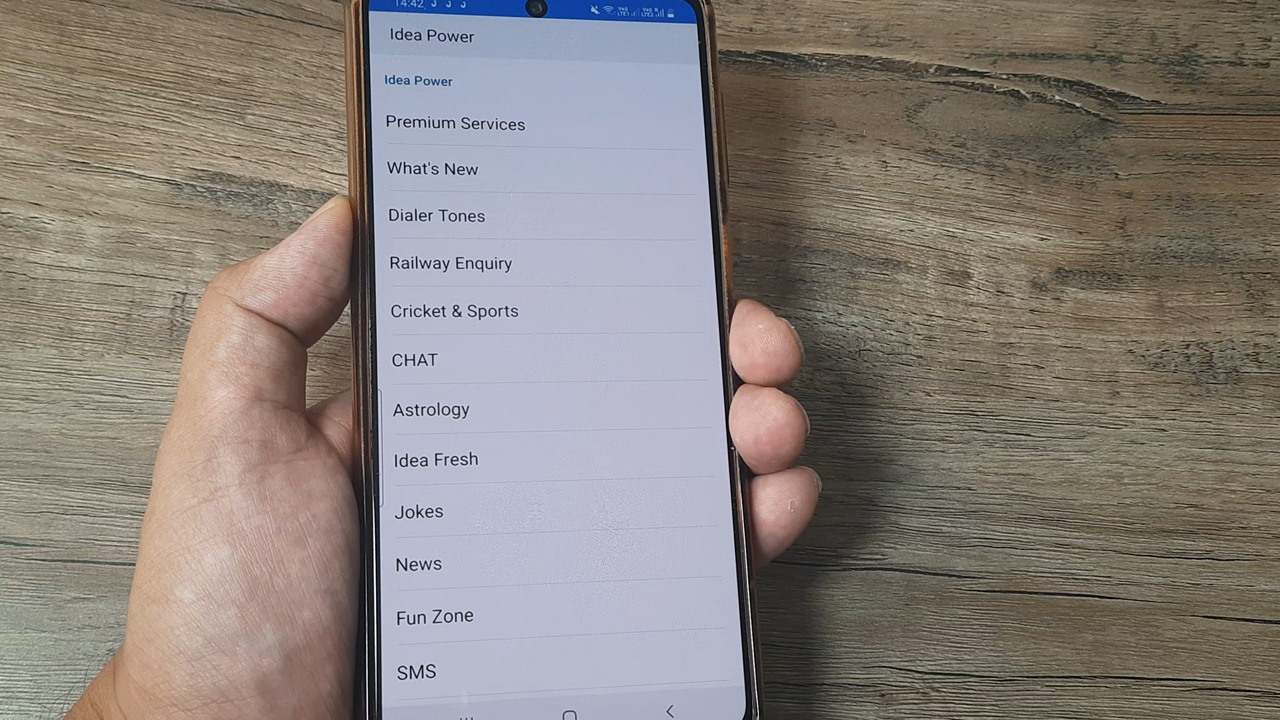 14:42
Idea Power
Idea Power
Premium Services
What's New
Dialer Tones
Railway Enquiry
Cricket & Sports
CHAT
Astrology
Idea Fresh
Jokes
News
Fun Zone
SMS